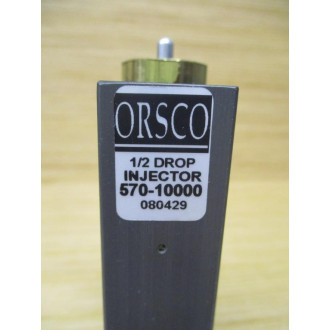 ORSCO
1/2 DROP
INJECTOR
570-10000
080429